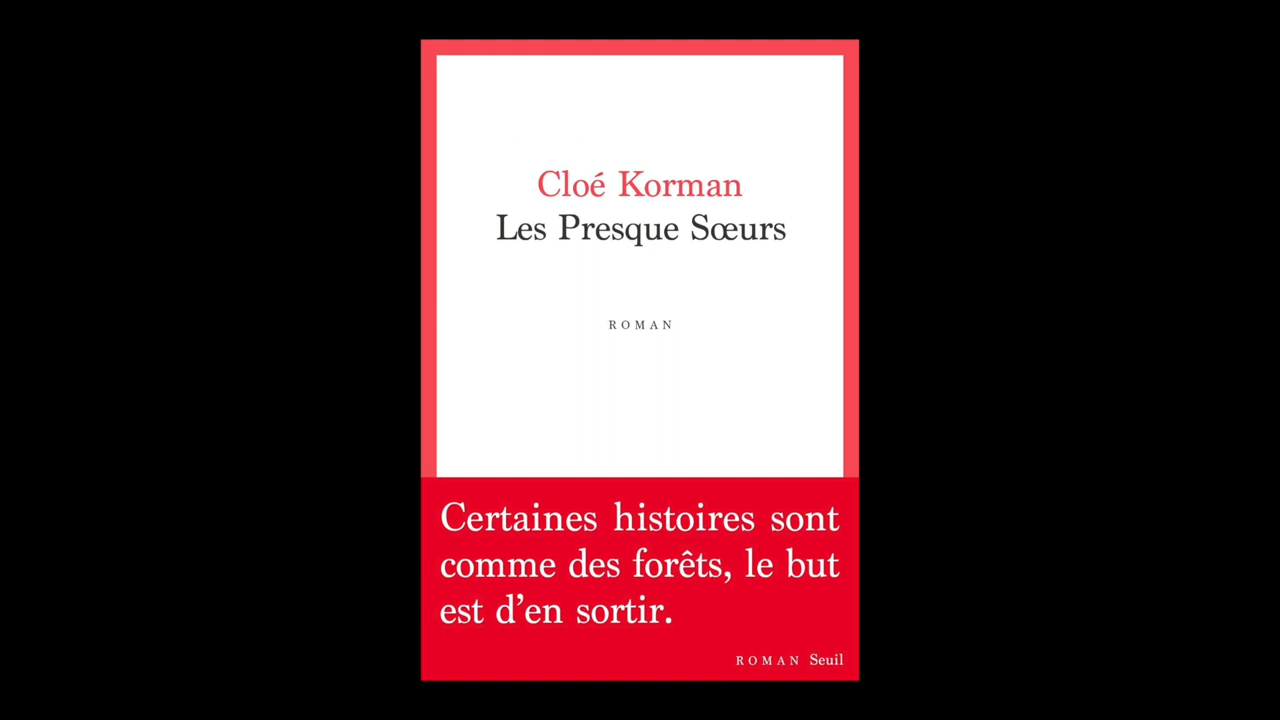 Cloé Korman
Les Presque Sœurs
ROMAN
Certaines histoires sont
comme des forêts, le but
est d’en sortir.
ROMAN Seuil